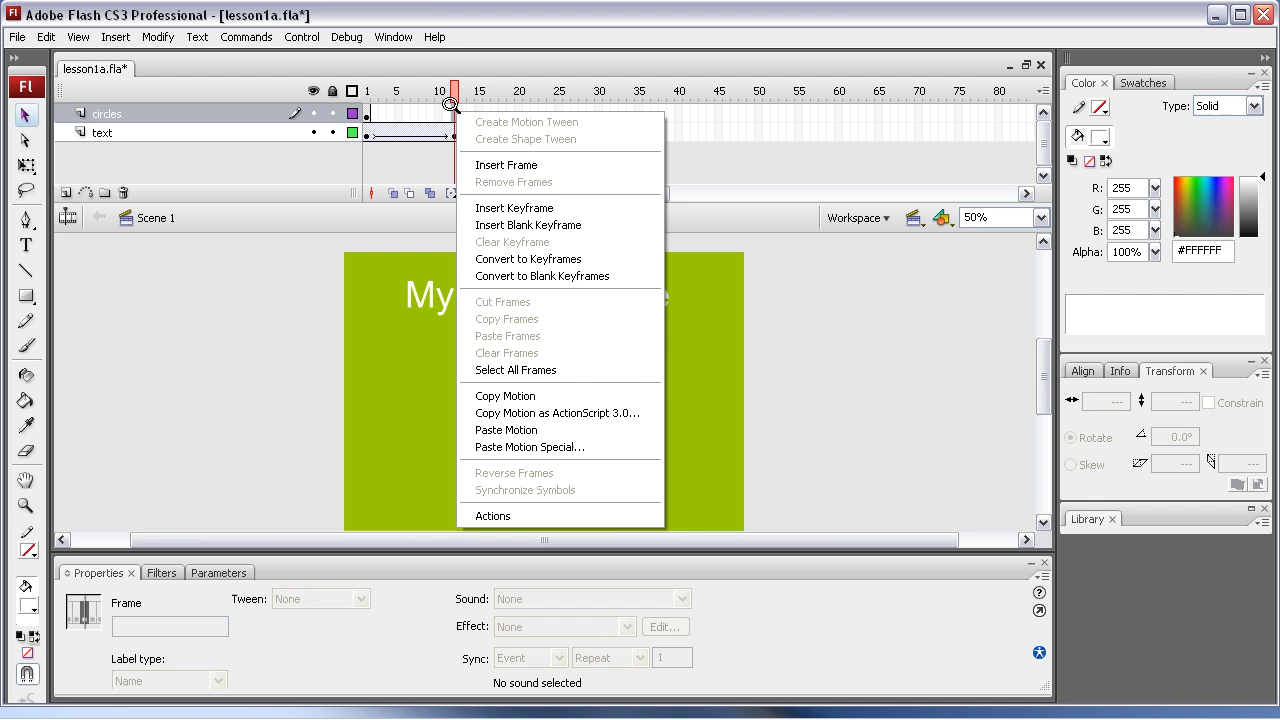 Fl Adobe Flash CS3 Professional - [lesson1a.fla*]
File Edit View Insert Modify Text Commands Control Debug Window Help
Fl
lesson1a.fla*
1 5 10 15 20 25 30 35 40 45 50 55 60 65 70 75 80
circles
text
Scene 1
Workspace
50%
My
Create Motion Tween
Create Shape Tween
Insert Frame
Remove Frames
Insert Keyframe
Insert Blank Keyframe
Clear Keyframe
Convert to Keyframes
Convert to Blank Keyframes
Cut Frames
Copy Frames
Paste Frames
Clear Frames
Select All Frames
Copy Motion
Copy Motion as ActionScript 3.0...
Paste Motion
Paste Motion Special...
Reverse Frames
Synchronize Symbols
Actions
Color Swatches
Type: Solid
R: 255
G: 255
B: 255
Alpha: 100% #FFFFFF
Align Info Transform
--- --- Constrain
Rotate 0.0°
Skew --- ---
Library
Properties Filters Parameters
Frame Tween: None Sound: None
Effect: None Edit...
Label type: Sync: Event Repeat 1
Name No sound selected